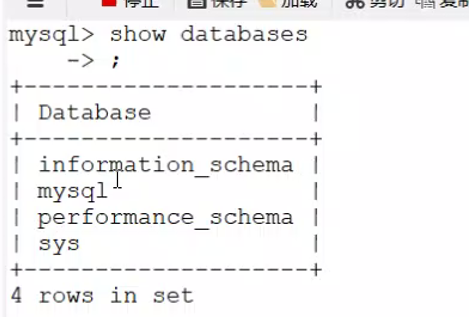 停止 保存 加载 剪切 复制
mysql> show databases
    -> ;
+--------------------+
| Database           |
+--------------------+
| information_schema |
| mysql              |
| performance_schema |
| sys                |
+--------------------+
4 rows in set